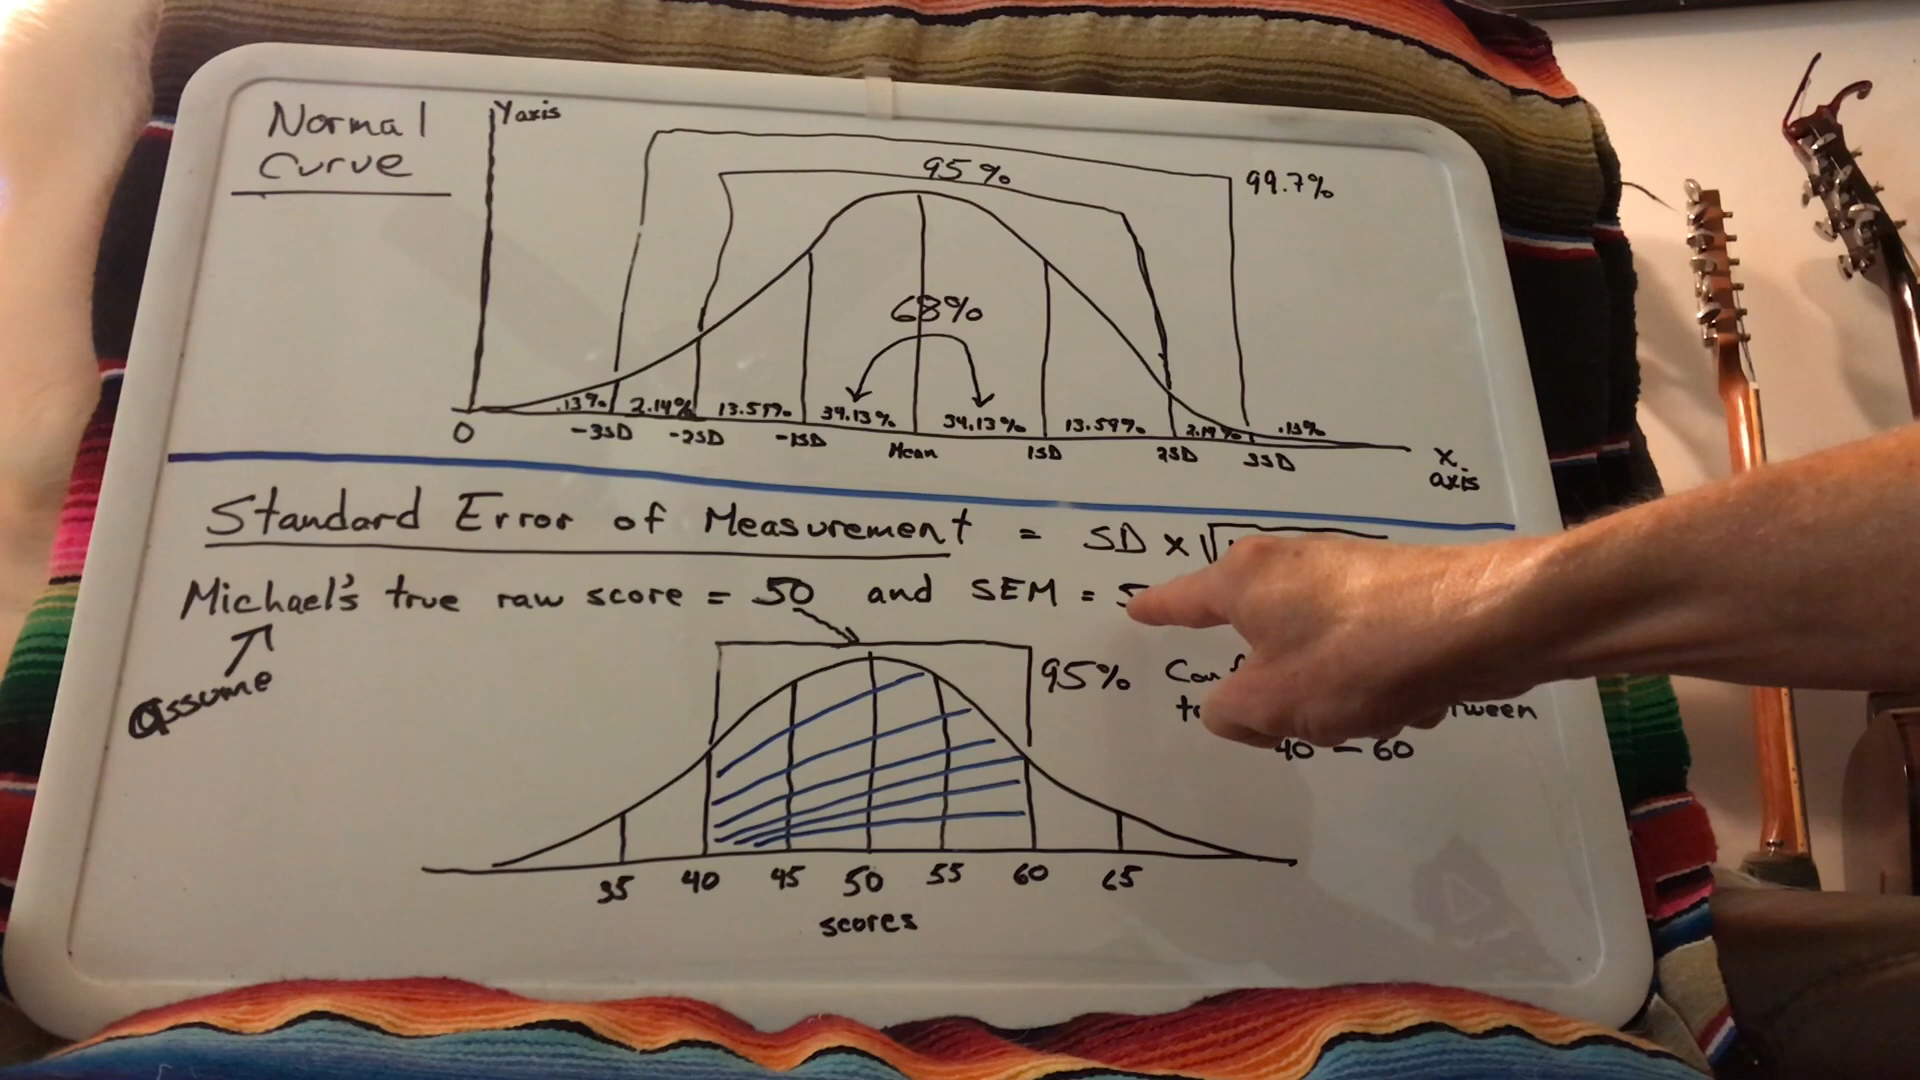 Normal
Curve
Y axis
95%
99.7%
68%
.13% 2.14% 13.59% 34.13% 34.13% 13.59% 2.14% .13%
0 -3SD -2SD -1SD Mean 1SD 2SD 3SD
X
axis
Standard Error of Measurement = SD x √
Michael's true raw score = 50 and SEM = 5
assume
95%
40 - 60
35 40 45 50 55 60 65
scores